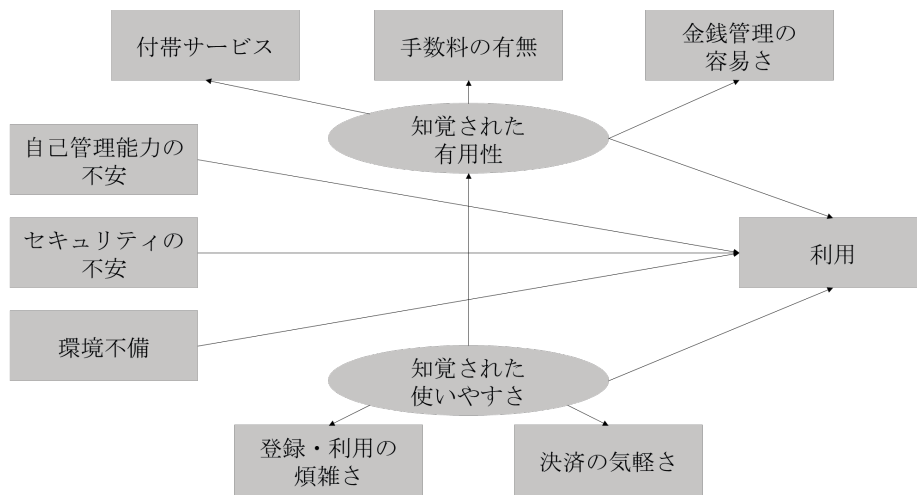 付帯サービス
手数料の有無
金銭管理の
容易さ
知覚された
有用性
自己管理能力の
不安
セキュリティの
不安
利用
環境不備
知覚された
使いやすさ
登録・利用の
煩雑さ
決済の気軽さ